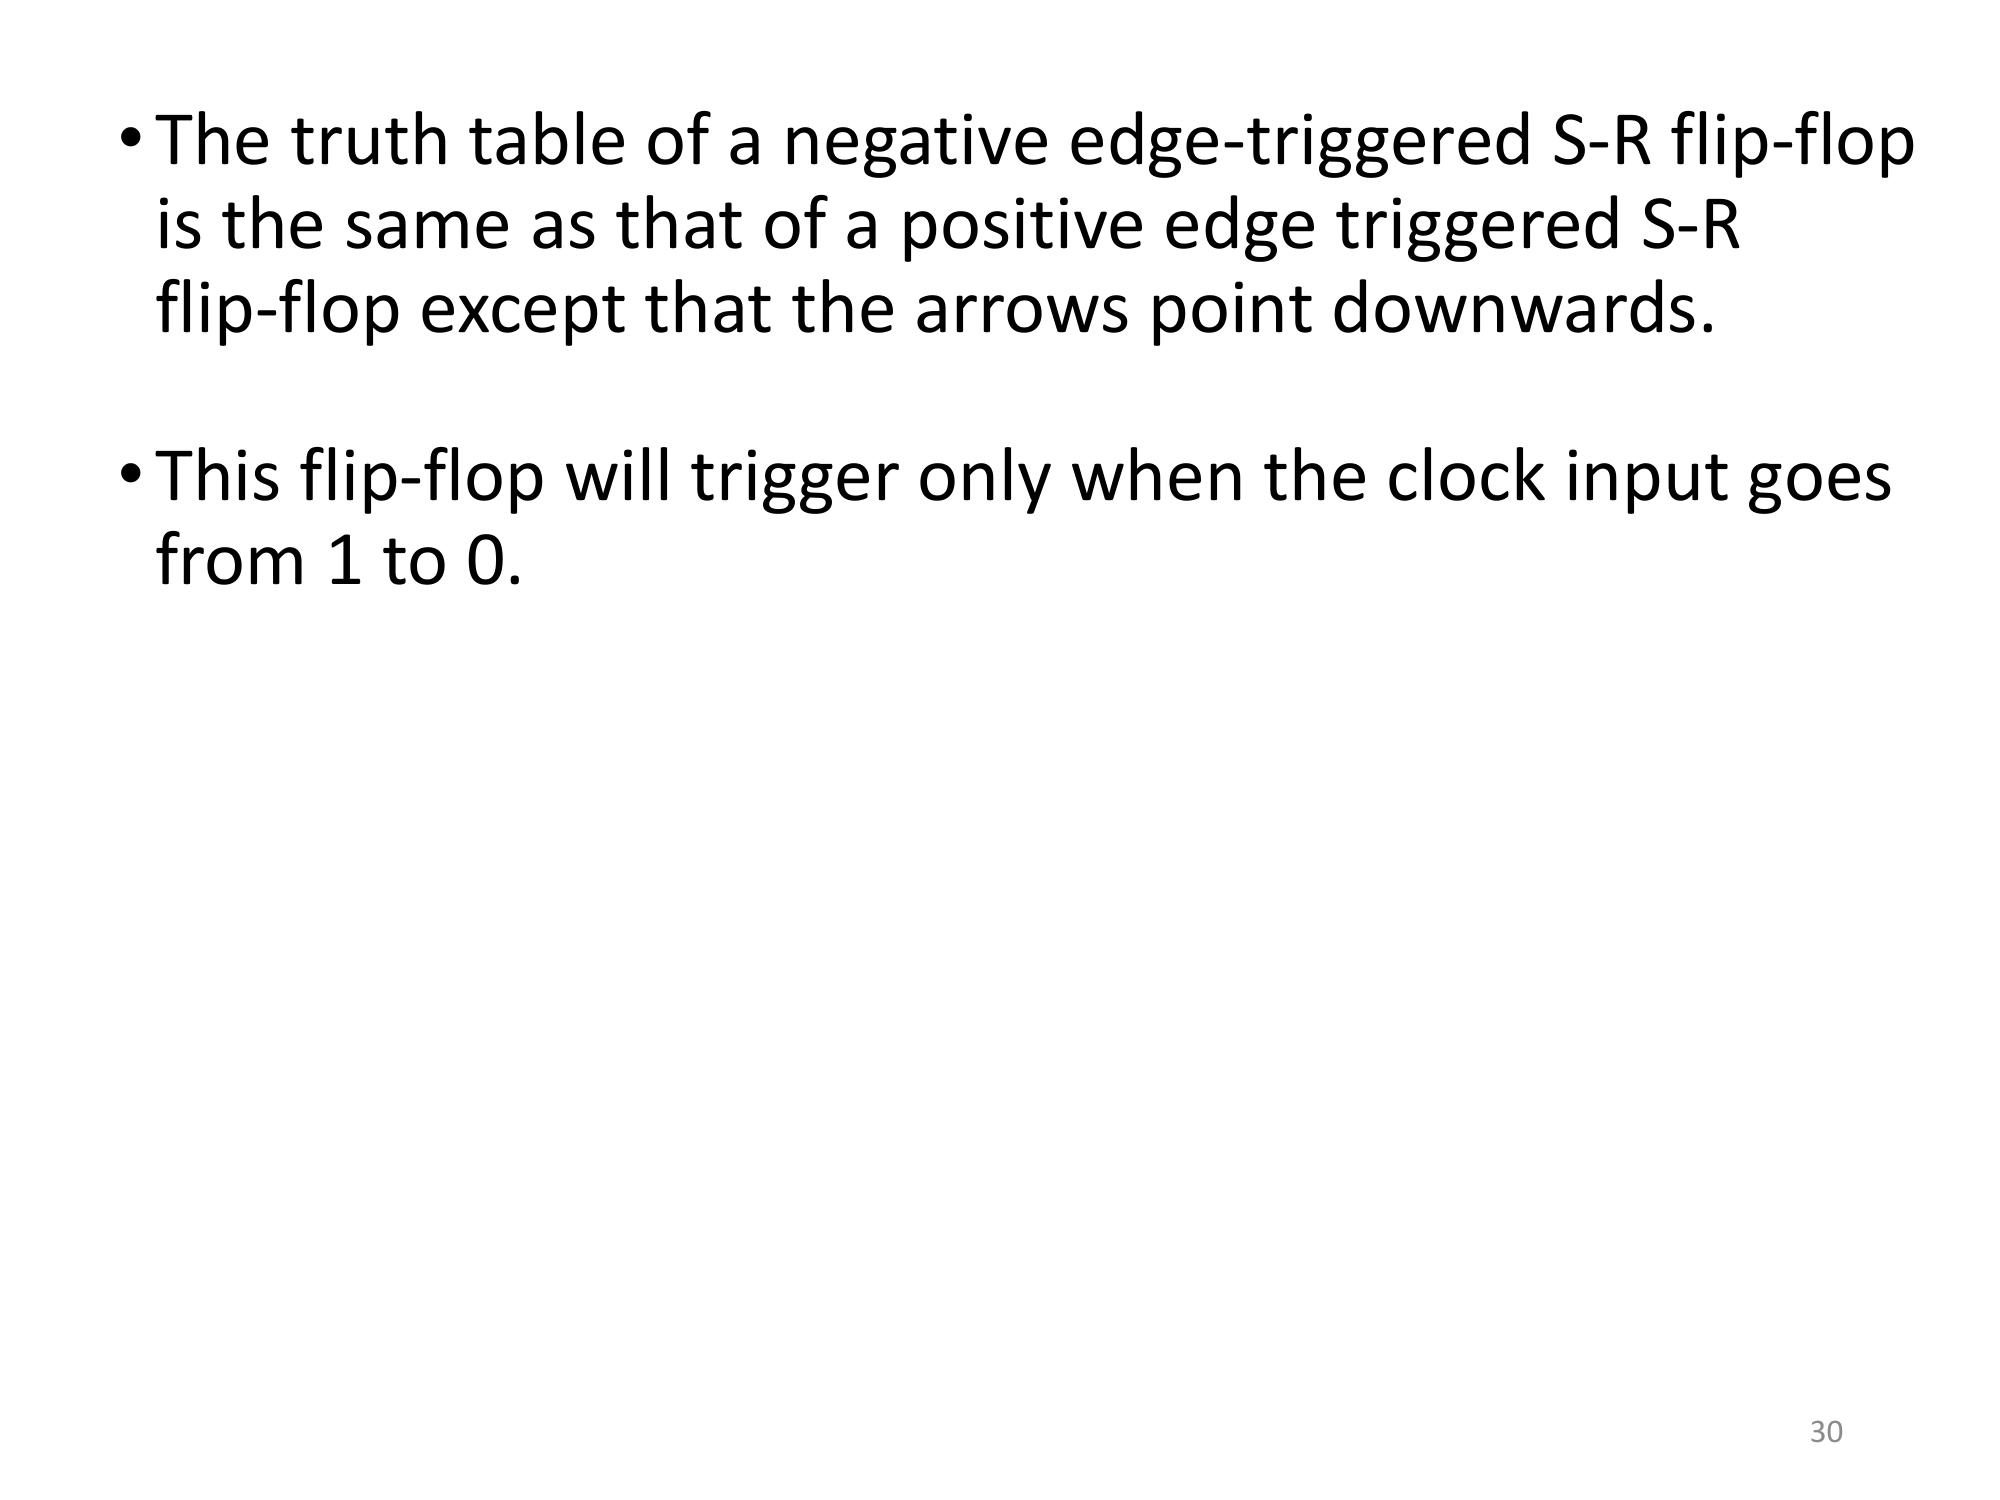 • The truth table of a negative edge-triggered S-R flip-flop
is the same as that of a positive edge triggered S-R
flip-flop except that the arrows point downwards.
• This flip-flop will trigger only when the clock input goes
from 1 to 0.
30